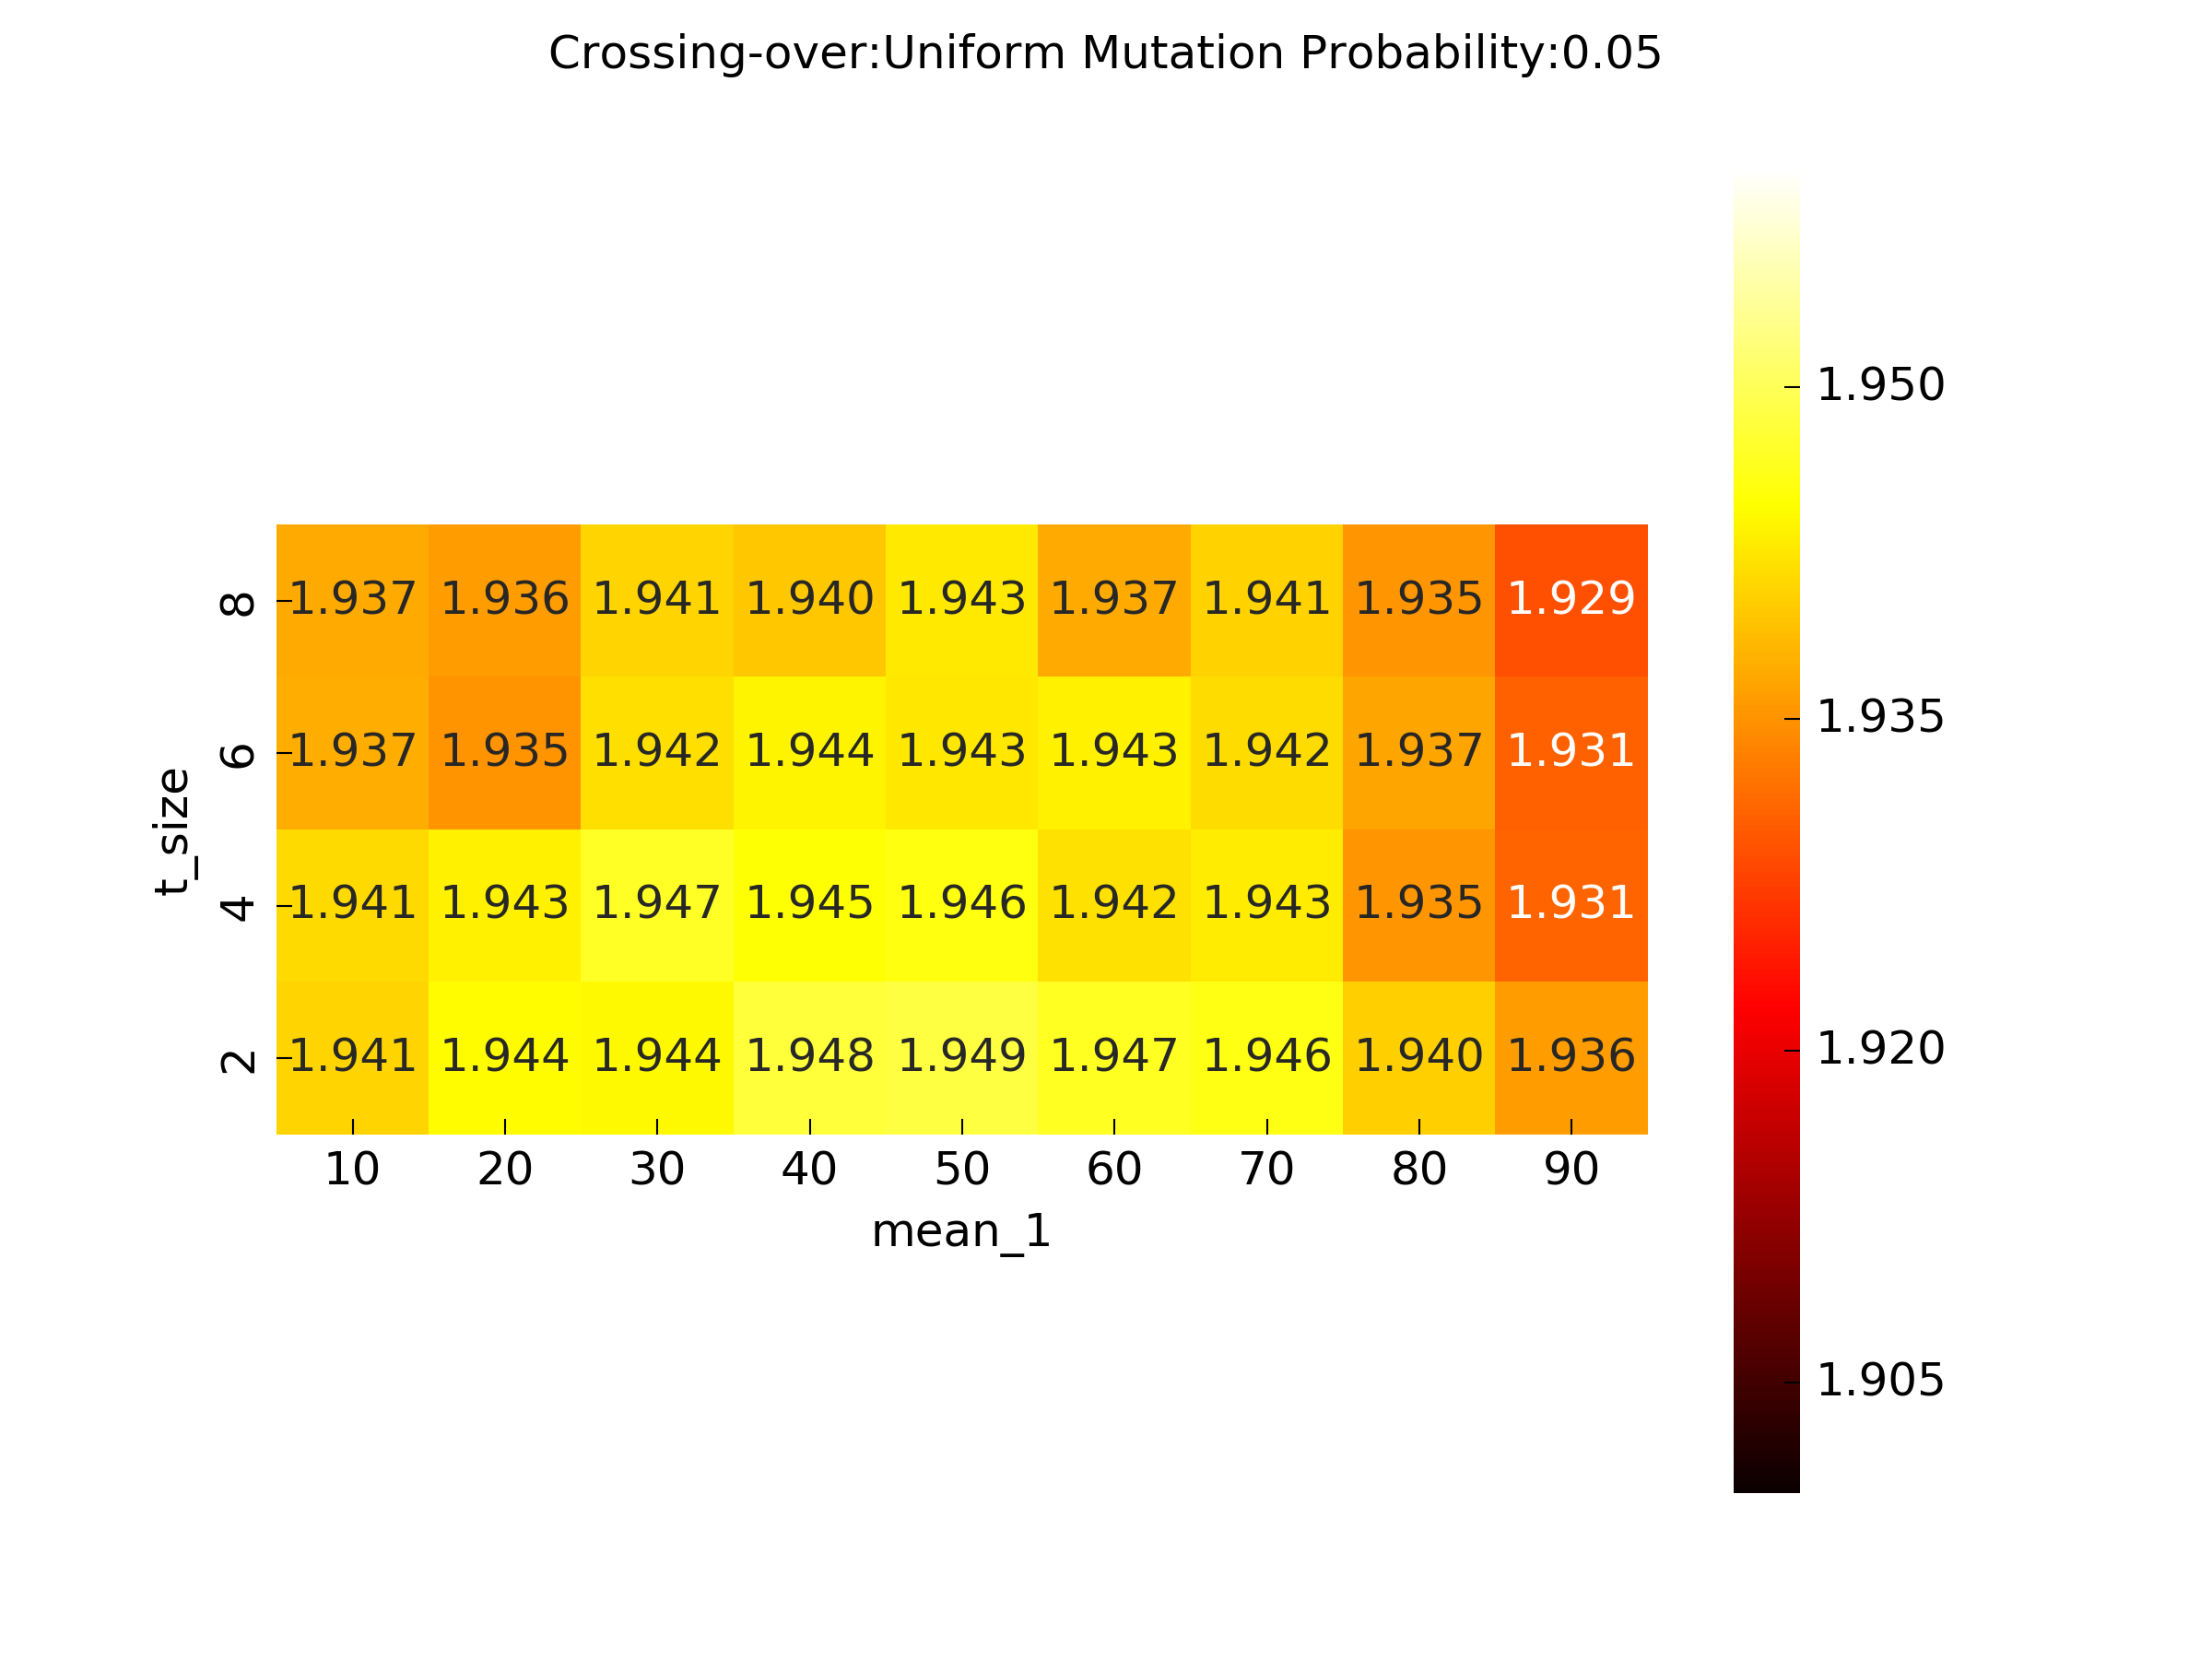 Crossing-over:Uniform Mutation Probability:0.05
1.950
1.935
1.920
1.905
t_size
8 1.937 1.936 1.941 1.940 1.943 1.937 1.941 1.935 1.929
6 1.937 1.935 1.942 1.944 1.943 1.943 1.942 1.937 1.931
4 1.941 1.943 1.947 1.945 1.946 1.942 1.943 1.935 1.931
2 1.941 1.944 1.944 1.948 1.949 1.947 1.946 1.940 1.936
10 20 30 40 50 60 70 80 90
mean_1